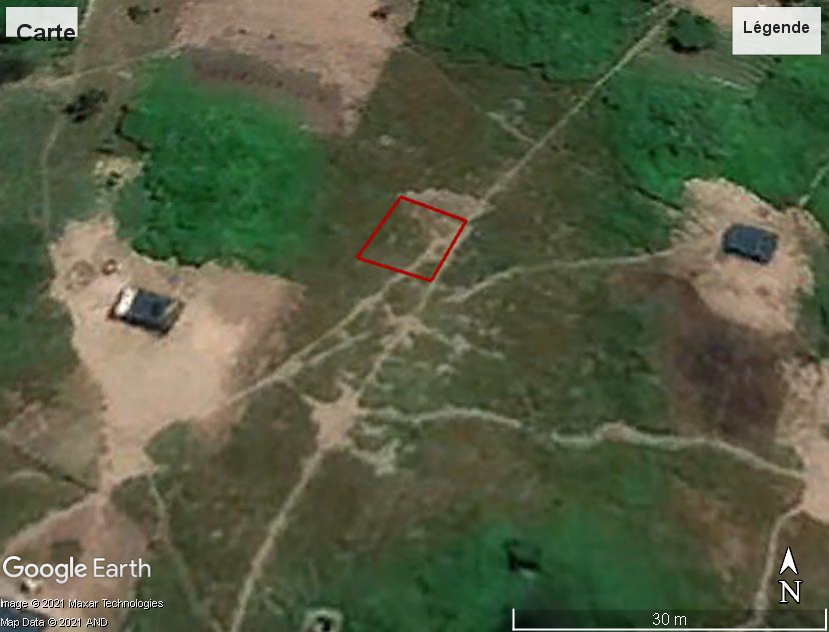 Carte
Légende
Google Earth
Image © 2021 Maxar Technologies
Map Data © 2021 AND
30 m
N